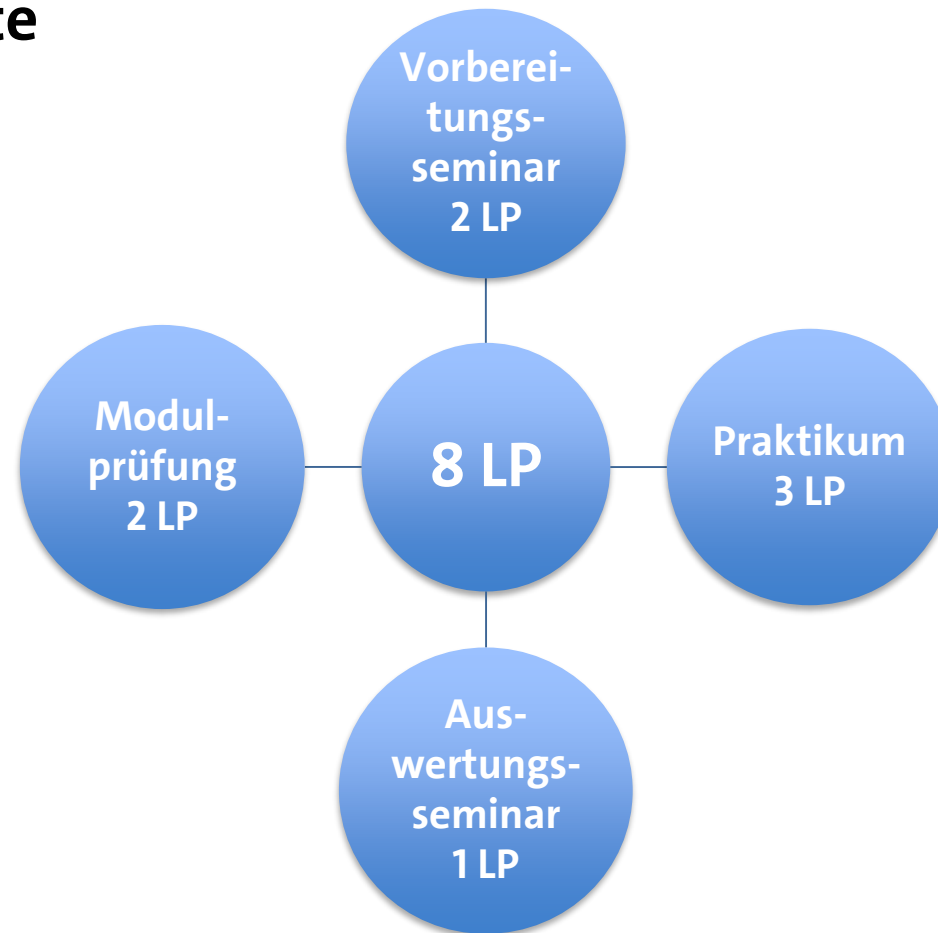 te
Vorberei-
tungs-
seminar
2 LP
Modul-
prüfung
2 LP
8 LP
Praktikum
3 LP
Aus-
wertungs-
seminar
1 LP